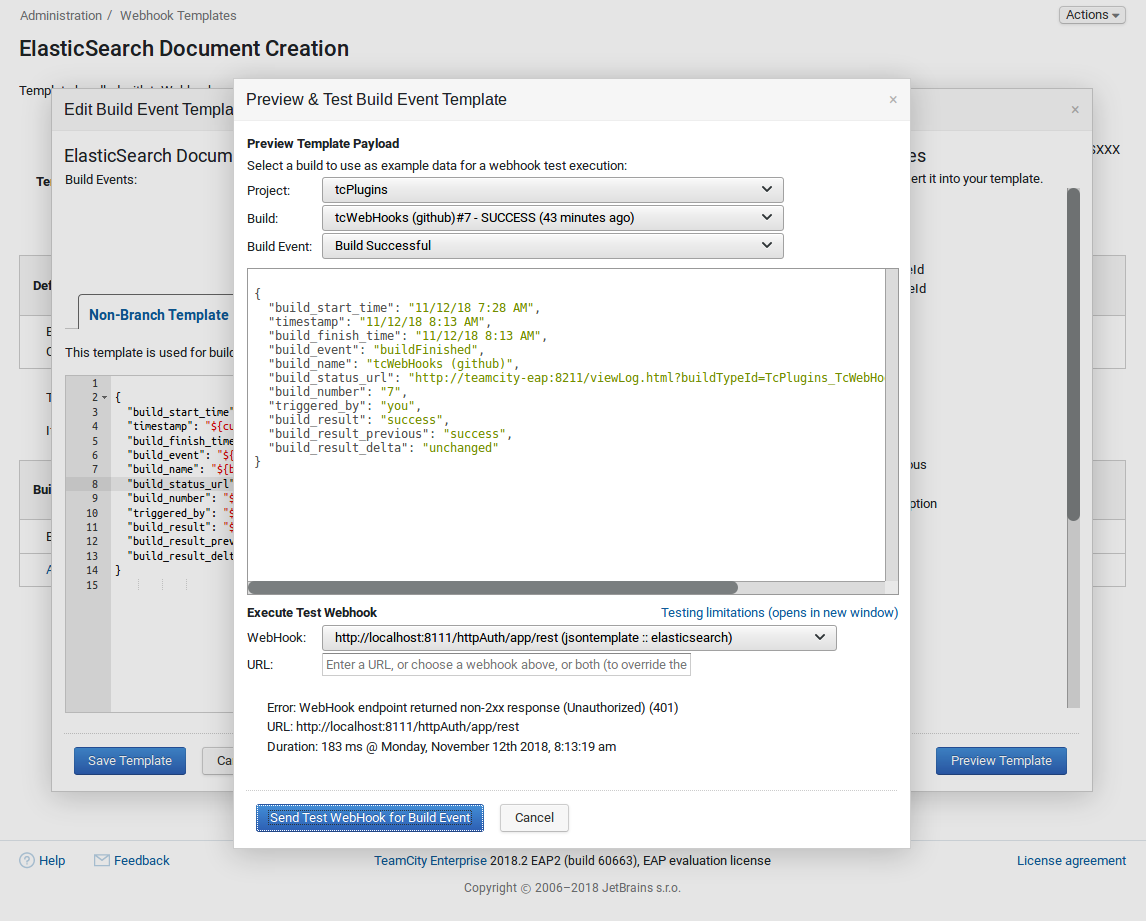 Administration / Webhook Templates
Actions
ElasticSearch Document Creation
Edit Build Event
ElasticSearch
Build Events:
Non-Branch Template
This template is used for
1
2 {
3 "build_start_time"
4 "timestamp": "${
5
6 "build_event": "${
7 "build_name": "${
8 "build_status_url"
9 "build_number": "
10 "triggered_by": "
11 "build_result": "
12
13
14 }
15
Save Template
ert it into your template.
Preview Template
Preview & Test Build Event Template
×
Preview Template Payload
Select a build to use as example data for a webhook test execution:
Project: tcPlugins
Build: tcWebHooks (github)#7 - SUCCESS (43 minutes ago)
Build Event: Build Successful
{
"build_start_time": "11/12/18 7:28 AM",
"timestamp": "11/12/18 8:13 AM",
"build_finish_time": "11/12/18 8:13 AM",
"build_event": "buildFinished",
"build_name": "tcWebHooks (github)",
"build_status_url": "http://teamcity-eap:8211/viewLog.html?buildTypeId=TcPlugins_TcWebHo
"build_number": "7",
"triggered_by": "you",
"build_result": "success",
"build_result_previous": "success",
"build_result_delta": "unchanged"
}
Execute Test Webhook
Testing limitations (opens in new window)
WebHook: http://localhost:8111/httpAuth/app/rest (jsontemplate :: elasticsearch)
URL: Enter a URL, or choose a webhook above, or both (to override the
Error: WebHook endpoint returned non-2xx response (Unauthorized) (401)
URL: http://localhost:8111/httpAuth/app/rest
Duration: 183 ms @ Monday, November 12th 2018, 8:13:19 am
Send Test WebHook for Build Event
Cancel
Help
Feedback
TeamCity Enterprise 2018.2 EAP2 (build 60663), EAP evaluation license
License agreement
Copyright © 2006–2018 JetBrains s.r.o.